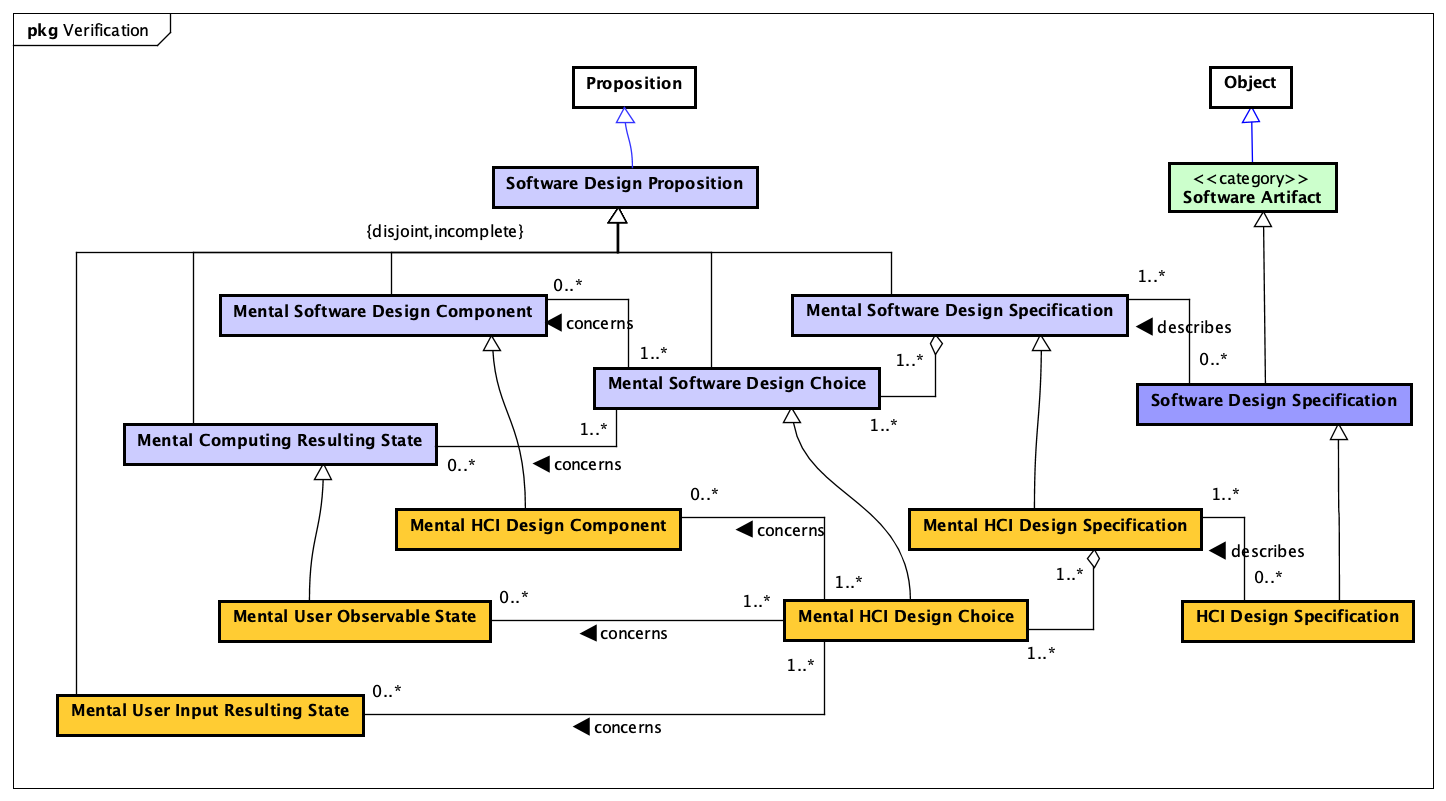 pkg Verification
Proposition
Object
<<category>>
Software Artifact
Software Design Proposition
{disjoint,incomplete}
0..*
1..*
Mental Software Design Component
Mental Software Design Specification
concerns
describes
1..*
1..*
0..*
Mental Software Design Choice
Software Design Specification
1..*
1..*
Mental Computing Resulting State
0..*
concerns
0..*
1..*
Mental HCI Design Component
Mental HCI Design Specification
concerns
describes
1..*
0..*
1..*
0..*
1..*
Mental User Observable State
Mental HCI Design Choice
HCI Design Specification
concerns
1..*
1..*
0..*
Mental User Input Resulting State
concerns